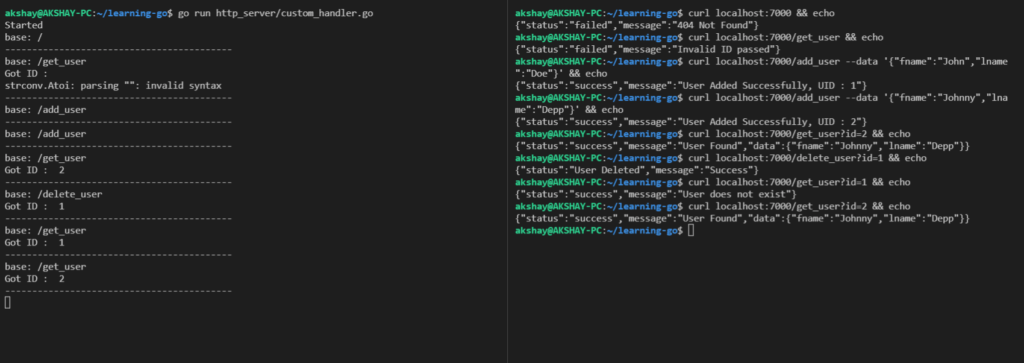 akshay@AKSHAY-PC:~/learning-go$ go run http_server/custom_handler.go
Started
base: /
-----------------------------------------
base: /get_user
Got ID :
strconv.Atoi: parsing "": invalid syntax
-----------------------------------------
base: /add_user
-----------------------------------------
base: /add_user
-----------------------------------------
base: /get_user
Got ID :  2
-----------------------------------------
base: /delete_user
Got ID :  1
-----------------------------------------
base: /get_user
Got ID :  1
-----------------------------------------
base: /get_user
Got ID :  2
-----------------------------------------
akshay@AKSHAY-PC:~/learning-go$ curl localhost:7000 && echo
{"status":"failed","message":"404 Not Found"}
akshay@AKSHAY-PC:~/learning-go$ curl localhost:7000/get_user && echo
{"status":"failed","message":"Invalid ID passed"}
akshay@AKSHAY-PC:~/learning-go$ curl localhost:7000/add_user --data '{"fname":"John","lname
":"Doe"}' && echo
{"status":"success","message":"User Added Successfully, UID : 1"}
akshay@AKSHAY-PC:~/learning-go$ curl localhost:7000/add_user --data '{"fname":"Johnny","lna
me":"Depp"}' && echo
{"status":"success","message":"User Added Successfully, UID : 2"}
akshay@AKSHAY-PC:~/learning-go$ curl localhost:7000/get_user?id=2 && echo
{"status":"success","message":"User Found","data":{"fname":"Johnny","lname":"Depp"}}
akshay@AKSHAY-PC:~/learning-go$ curl localhost:7000/delete_user?id=1 && echo
{"status":"User Deleted","message":"Success"}
akshay@AKSHAY-PC:~/learning-go$ curl localhost:7000/get_user?id=1 && echo
{"status":"success","message":"User does not exist"}
akshay@AKSHAY-PC:~/learning-go$ curl localhost:7000/get_user?id=2 && echo
{"status":"success","message":"User Found","data":{"fname":"Johnny","lname":"Depp"}}
akshay@AKSHAY-PC:~/learning-go$